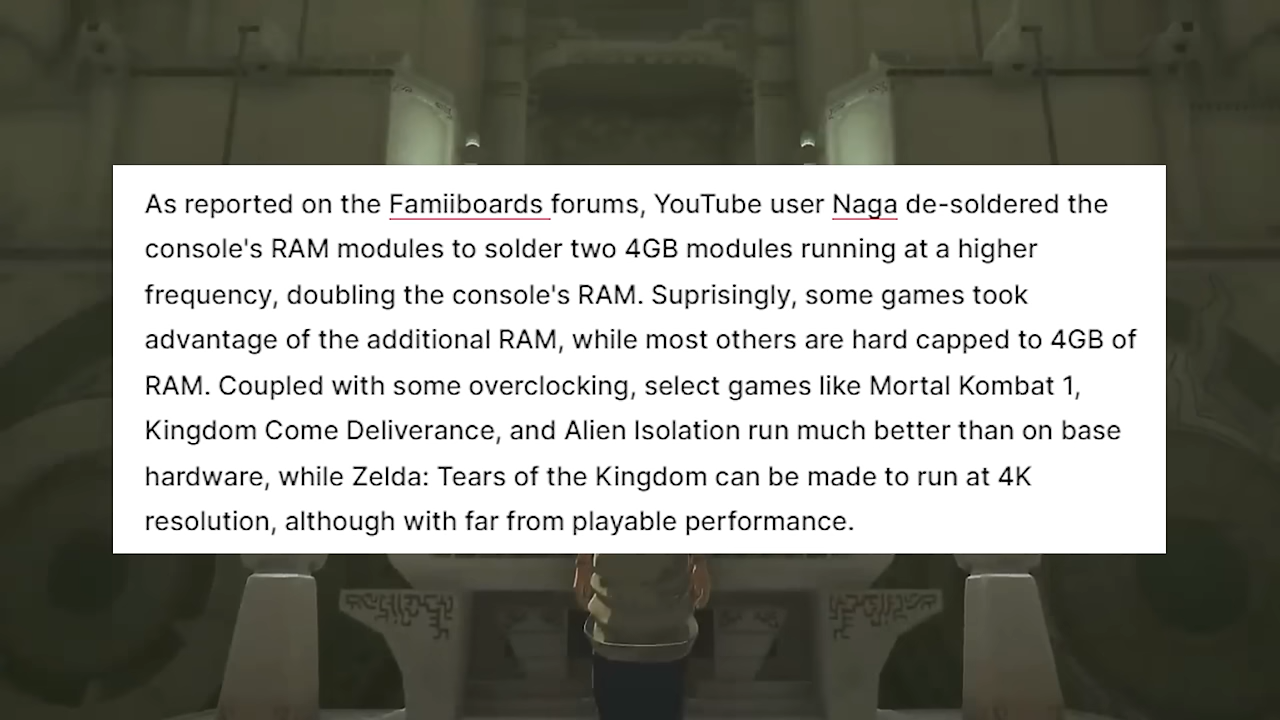 As reported on the Famiiboards forums, YouTube user Naga de-soldered the
console's RAM modules to solder two 4GB modules running at a higher
frequency, doubling the console's RAM. Suprisingly, some games took
advantage of the additional RAM, while most others are hard capped to 4GB of
RAM. Coupled with some overclocking, select games like Mortal Kombat 1,
Kingdom Come Deliverance, and Alien Isolation run much better than on base
hardware, while Zelda: Tears of the Kingdom can be made to run at 4K
resolution, although with far from playable performance.